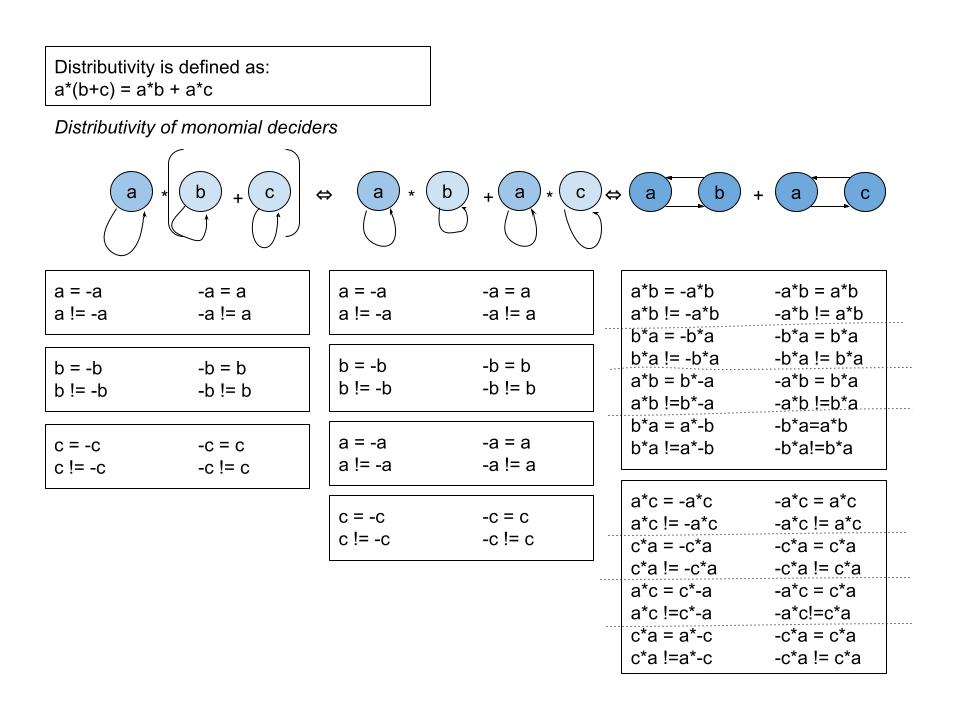 Distributivity is defined as:
a*(b+c) = a*b + a*c
Distributivity of monomial deciders
a * b + c ⇔ a * b + a * c ⇔ a b + a c
a = -a -a = a
a != -a -a != a
b = -b -b = b
b != -b -b != b
c = -c -c = c
c != -c -c != c
a = -a -a = a
a != -a -a != a
b = -b -b = b
b != -b -b != b
a = -a -a = a
a != -a -a != a
c = -c -c = c
c != -c -c != c
a*b = -a*b -a*b = a*b
a*b != -a*b -a*b != a*b
b*a = -b*a -b*a = b*a
b*a != -b*a -b*a != b*a
a*b = b*-a -a*b = b*a
a*b !=b*-a -a*b !=b*a
b*a = a*-b -b*a=a*b
b*a !=a*-b -b*a!=b*a
a*c = -a*c -a*c = a*c
a*c != -a*c -a*c != a*c
c*a = -c*a -c*a = c*a
c*a != -c*a -c*a != c*a
a*c = c*-a -a*c = c*a
a*c !=c*-a -a*c!=c*a
c*a = a*-c -c*a = c*a
c*a !=a*-c -c*a != c*a